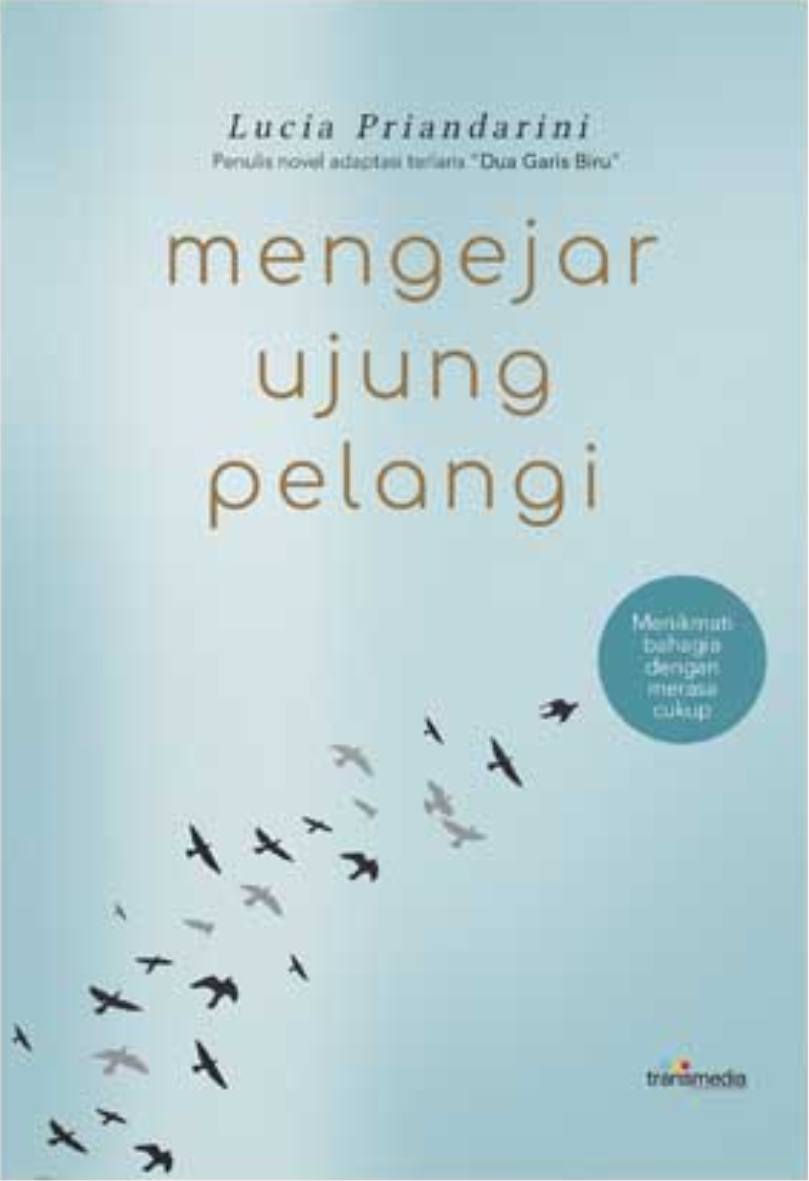 Lucia Priandarini
Penulis novel adaptasi terlaris "Dua Garis Biru"
mengejar
ujung
pelangi
Menikmati
bahagia
dengan
merasa
cukup
transmedia